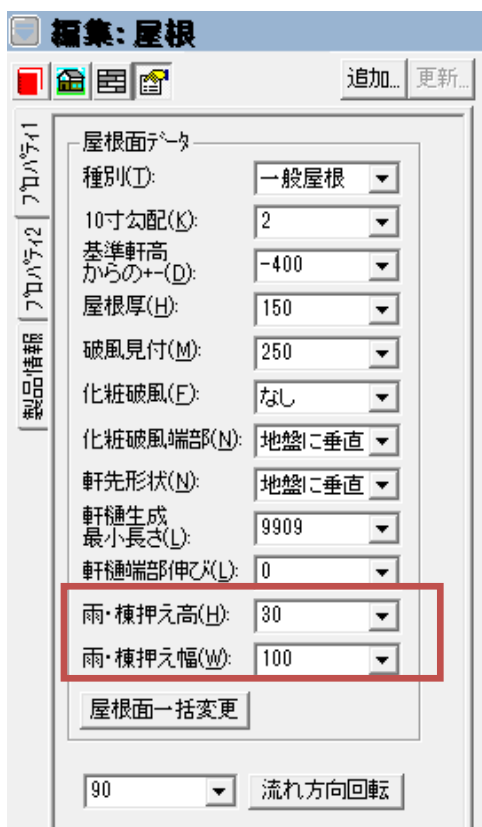 編集: 屋根
追加... 更新...
プロパティ1
プロパティ2
製品情報
屋根面データ
種別(T): 一般屋根
10寸勾配(K): 2
基準軒高
からの+-(D): -400
屋根厚(H): 150
破風見付(M): 250
化粧破風(F): なし
化粧破風端部(N): 地盤に垂直
軒先形状(N): 地盤に垂直
軒樋生成
最小長さ(L): 9909
軒樋端部伸び(L): 0
雨・棟押え高(H): 30
雨・棟押え幅(W): 100
屋根面一括変更
90 流れ方向回転